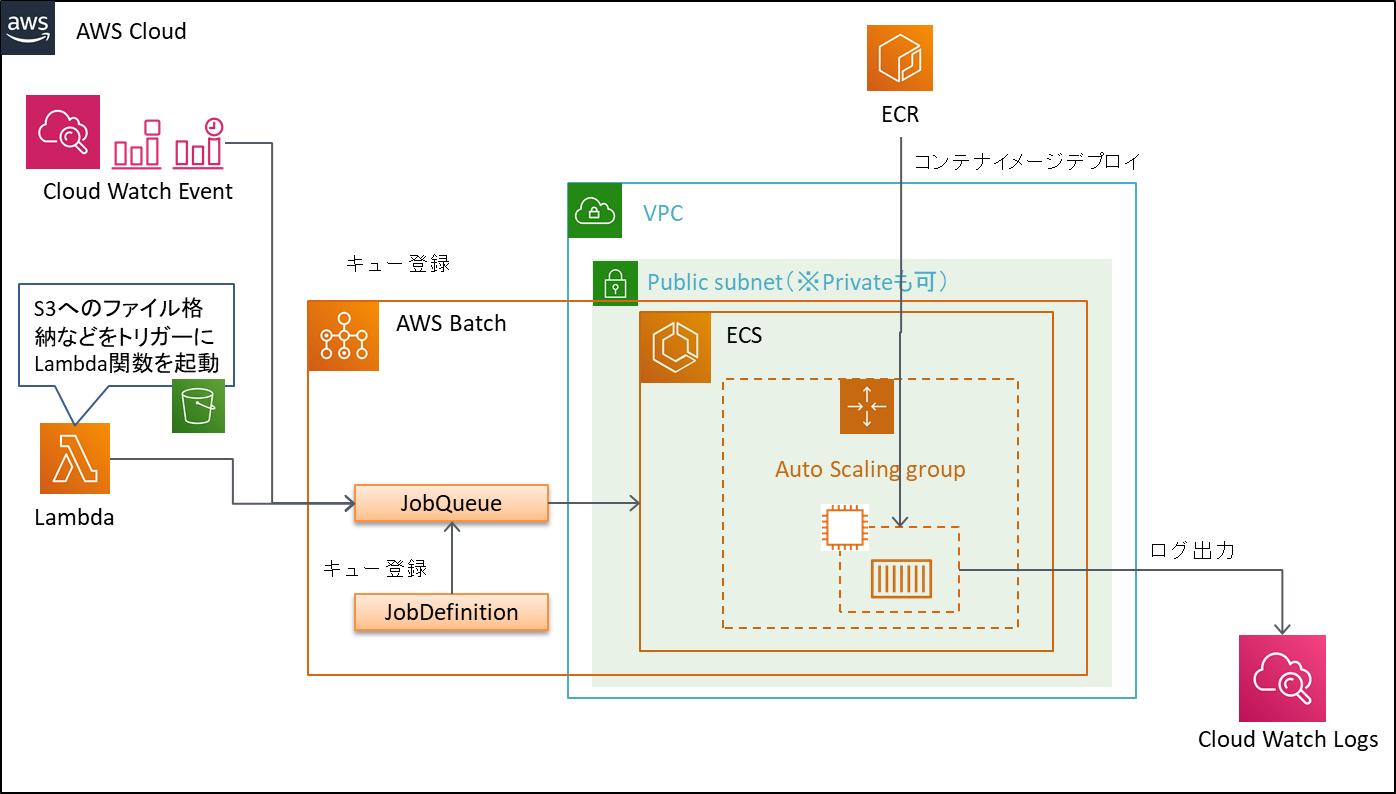 aws
AWS Cloud
ECR
コンテナイメージデプロイ
Cloud Watch Event
VPC
キュー登録
Public subnet(※Privateも可)
S3へのファイル格
納などをトリガーに
Lambda関数を起動
AWS Batch
ECS
Auto Scaling group
Lambda
JobQueue
キュー登録
JobDefinition
ログ出力
Cloud Watch Logs